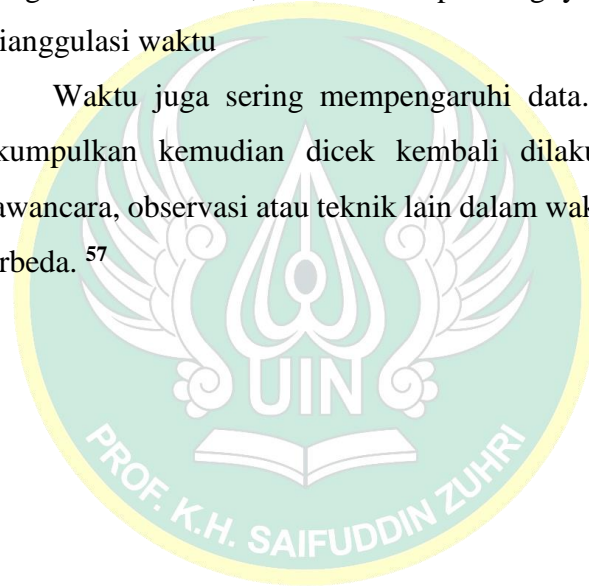 ianggulasi waktu
Waktu juga sering mempengaruhi data.
kumpulkan kemudian dicek kembali dilaku
awancara, observasi atau teknik lain dalam wak
rbeda. 57
UIN
PROF. K.H. SAIFUDDIN ZUHRI